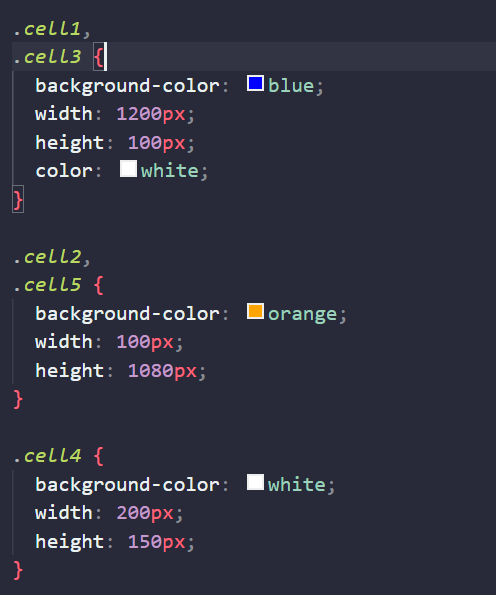 .cell1,
.cell3 {
  background-color: blue;
  width: 1200px;
  height: 100px;
  color: white;
}
.cell2,
.cell5 {
  background-color: orange;
  width: 100px;
  height: 1080px;
}
.cell4 {
  background-color: white;
  width: 200px;
  height: 150px;
}